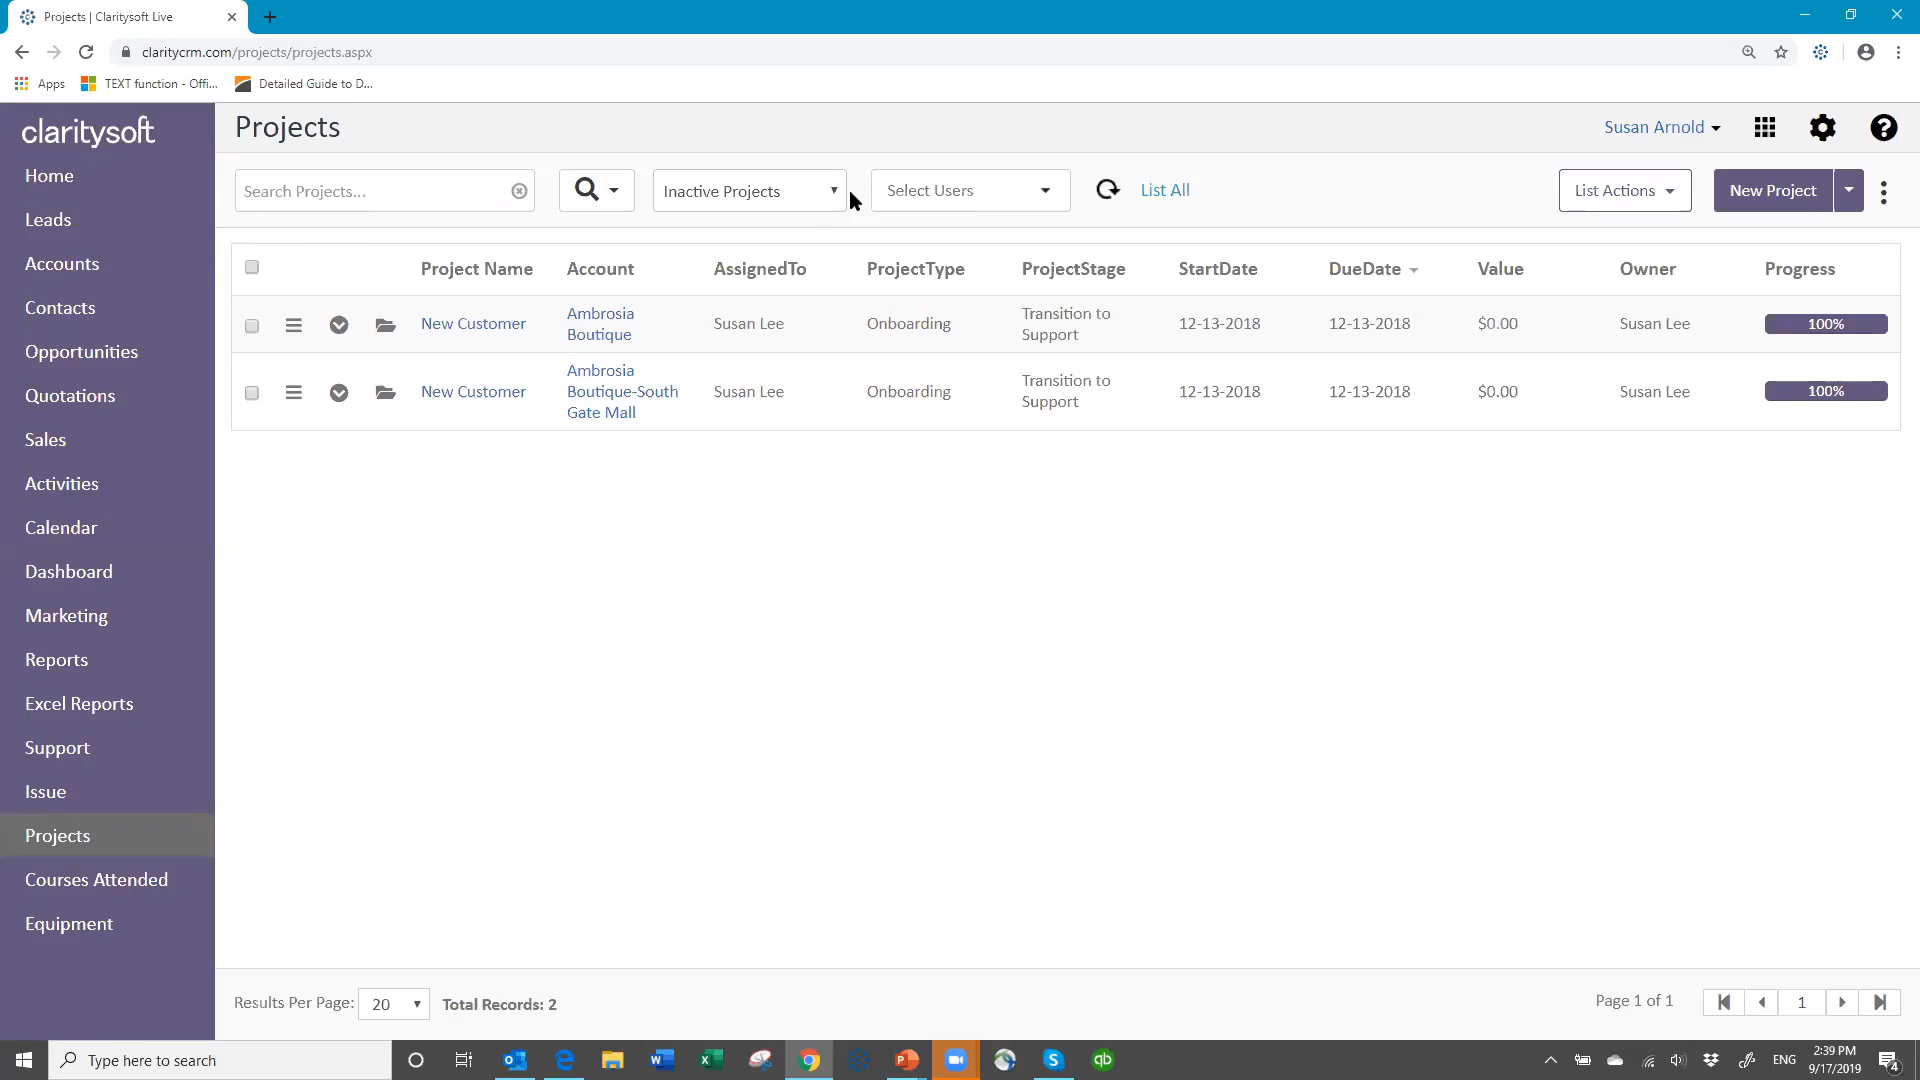 Projects | Claritysoft Live
claritycrm.com/projects/projects.aspx
Apps TEXT function - Offi... Detailed Guide to D...
claritysoft
Projects
Susan Arnold
Home
Leads
Accounts
Contacts
Opportunities
Quotations
Sales
Activities
Calendar
Dashboard
Marketing
Reports
Excel Reports
Support
Issue
Projects
Courses Attended
Equipment
Search Projects... Inactive Projects Select Users List All List Actions New Project
Project Name Account AssignedTo ProjectType ProjectStage StartDate DueDate Value Owner Progress
New Customer Ambrosia Boutique Susan Lee Onboarding Transition to Support 12-13-2018 12-13-2018 $0.00 Susan Lee 100%
New Customer Ambrosia Boutique-South Gate Mall Susan Lee Onboarding Transition to Support 12-13-2018 12-13-2018 $0.00 Susan Lee 100%
Results Per Page: 20 Total Records: 2 Page 1 of 1 1
Type here to search
ENG
2:39 PM
9/17/2019
4